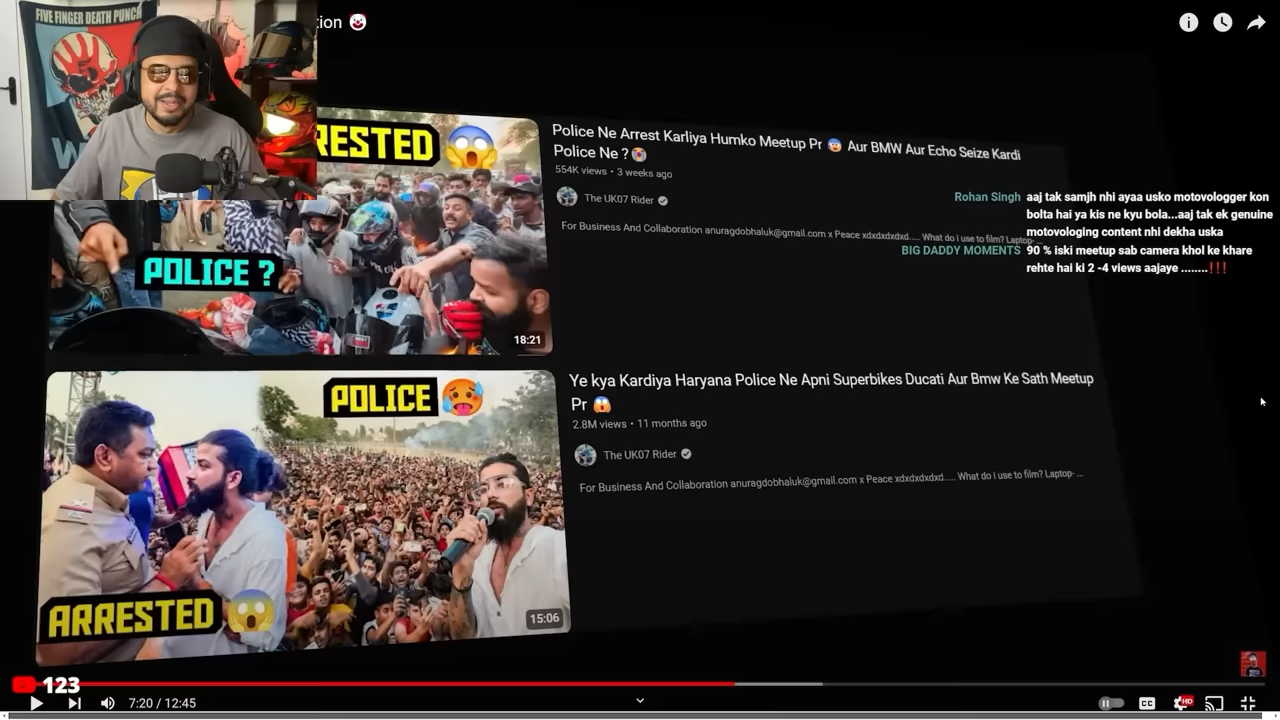 FIVE FINGER DEATH PUNCH
tion 🤡
RESTED 😱
POLICE ?
18:21
Police Ne Arrest Karliya Humko Meetup Pr 😨 Aur BMW Aur Echo Seize Kardi
Police Ne ? 😭
554K views • 3 weeks ago
The UK07 Rider
For Business And Collaboration anuragdobhaluk@gmail.com x Peace xdxdxdxdxd..... What do i use to film? Laptop- ...
Rohan Singh aaj tak samjh nhi ayaa usko motovologger kon
bolta hai ya kis ne kyu bola...aaj tak ek genuine
motovologing content nhi dekha uska
BIG DADDY MOMENTS 90 % iski meetup sab camera khol ke khare
rehte hai ki 2 -4 views aajaye ........❗❗❗
POLICE 🥵
ARRESTED 😱
15:06
Ye kya Kardiya Haryana Police Ne Apni Superbikes Ducati Aur Bmw Ke Sath Meetup
Pr 😱
2.8M views • 11 months ago
The UK07 Rider
For Business And Collaboration anuragdobhaluk@gmail.com x Peace xdxdxdxdxd..... What do i use to film? Laptop- ...
123
7:20 / 12:45
CC
HD